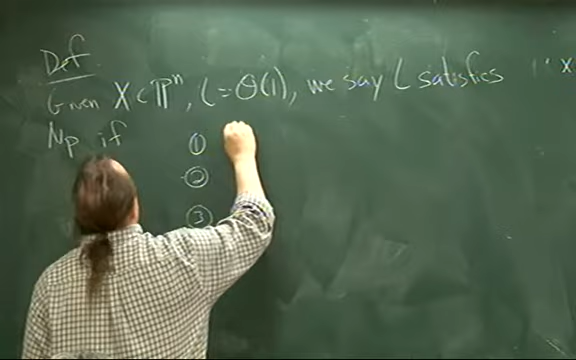 Def
Given X ⊂ ℙⁿ, L = O(1), we say L satisfies
Np if
①
②
③